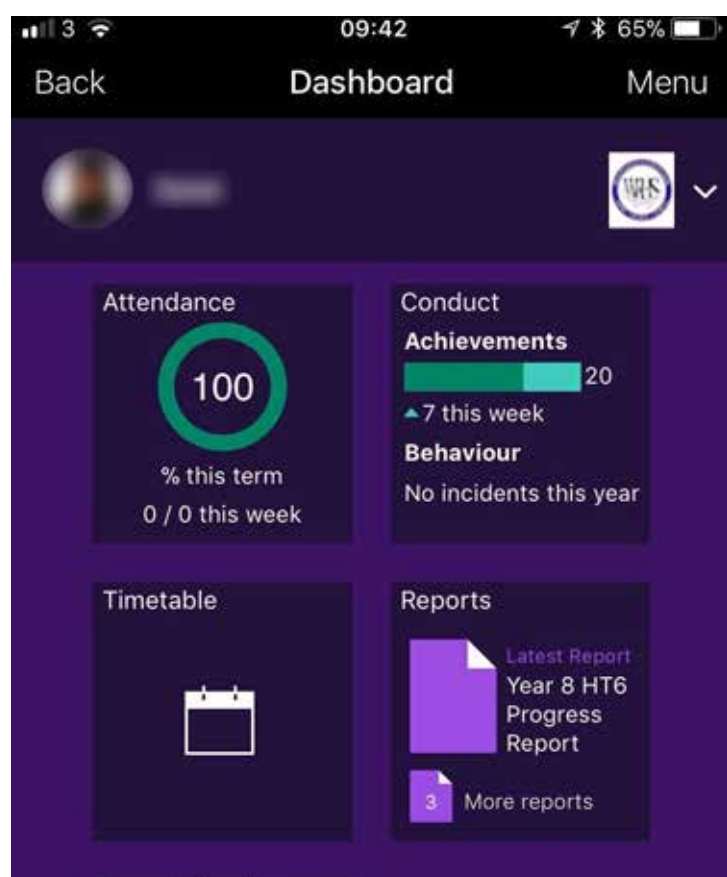 3 09:42 65%
Back Dashboard Menu
WHS
Attendance
100
% this term
0 / 0 this week
Conduct
Achievements
20
7 this week
Behaviour
No incidents this year
Timetable
Reports
Latest Report
Year 8 HT6
Progress
Report
3 More reports